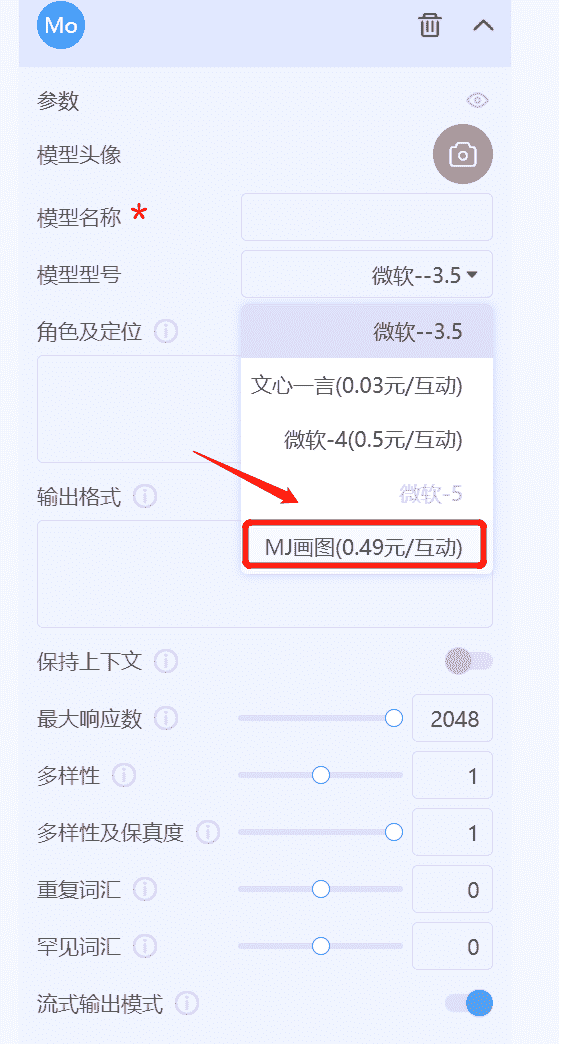 Mo
参数
模型头像
模型名称 *
模型型号
微软--3.5
角色及定位
微软--3.5
文心一言(0.03元/互动)
微软-4(0.5元/互动)
输出格式
微软-5
MJ画图(0.49元/互动)
保持上下文
最大响应数 2048
多样性 1
多样性及保真度 1
重复词汇 0
罕见词汇 0
流式输出模式